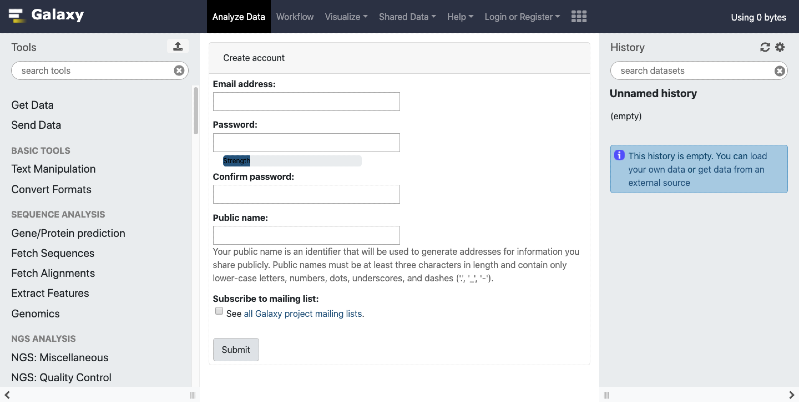 Galaxy
Analyze Data Workflow Visualize Shared Data Help Login or Register
Using 0 bytes
Tools
search tools
Get Data
Send Data
BASIC TOOLS
Text Manipulation
Convert Formats
SEQUENCE ANALYSIS
Gene/Protein prediction
Fetch Sequences
Fetch Alignments
Extract Features
Genomics
NGS ANALYSIS
NGS: Miscellaneous
NGS: Quality Control
Create account
Email address:
Password:
Strength
Confirm password:
Public name:
Your public name is an identifier that will be used to generate addresses for information you
share publicly. Public names must be at least three characters in length and contain only
lower-case letters, numbers, dots, underscores, and dashes ('.', '_', '-').
Subscribe to mailing list:
See all Galaxy project mailing lists.
Submit
History
search datasets
Unnamed history
(empty)
This history is empty. You can load
your own data or get data from an
external source